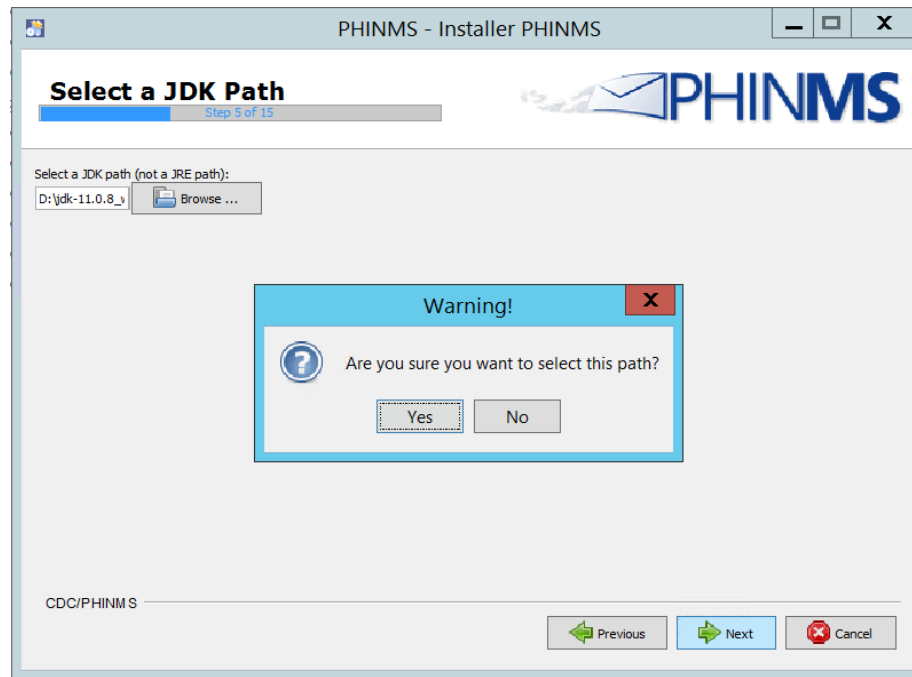 PHINMS - Installer PHINMS
Select a JDK Path
Step 5 of 15
PHINMS
Select a JDK path (not a JRE path):
D:\jdk-11.0.8_
Browse ...
Warning!
Are you sure you want to select this path?
Yes
No
CDC/PHINMS
Previous
Next
Cancel